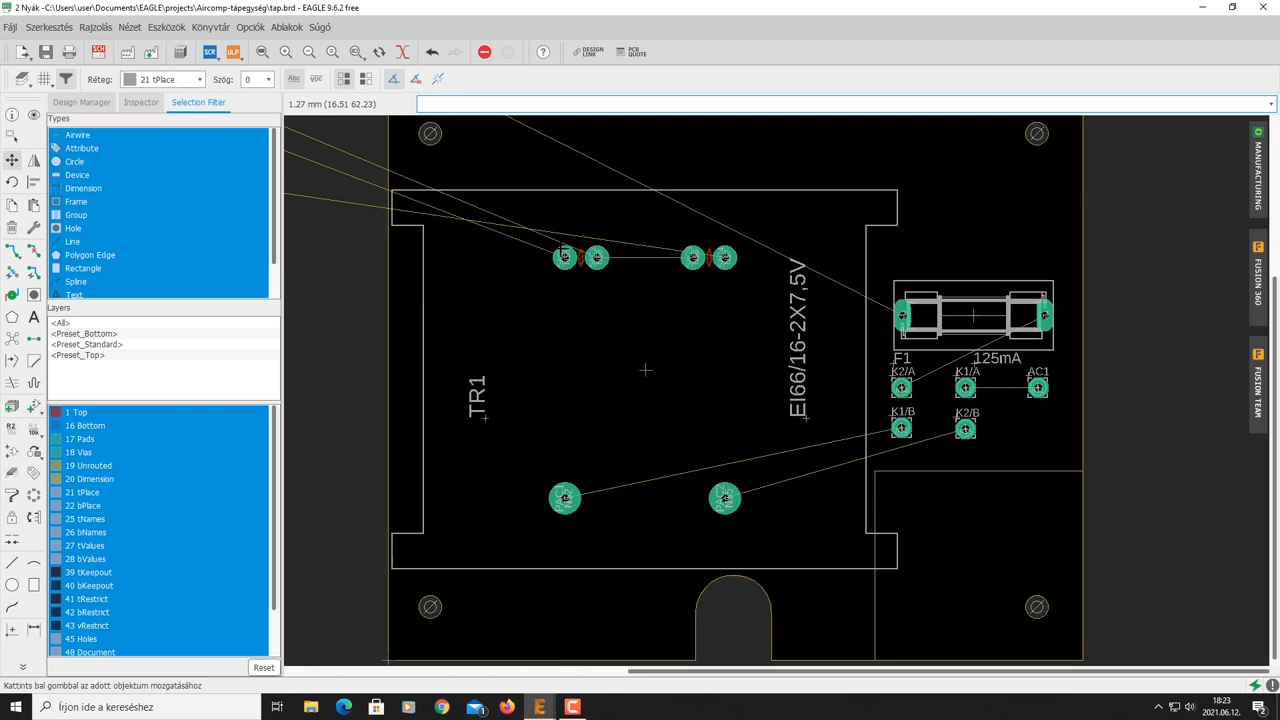 2 Nyák -C:\Users\user\Documents\EAGLE\projects\Aircomp-tápegység\tap.brd - EAGLE 9.6.2 free
Fájl Szerkesztés Rajzolás Nézet Eszközök Könyvtár Opciók Ablakok Súgó
SCH SCR ULP DESIGN LINK PCB QUOTE
Réteg: 21 tPlace Szög: 0 Abc
Design Manager Inspector Selection Filter
1.27 mm (16.51 62.23)
Types
Airwire
Attribute
Circle
Device
Dimension
Frame
Group
Hole
Line
Polygon Edge
Rectangle
Spline
Text
Layers
<All>
<Preset_Bottom>
<Preset_Standard>
<Preset_Top>
1 Top
16 Bottom
17 Pads
18 Vias
19 Unrouted
20 Dimension
21 tPlace
22 bPlace
25 tNames
26 bNames
27 tValues
28 bValues
39 tKeepout
40 bKeepout
41 tRestrict
42 bRestrict
43 vRestrict
45 Holes
48 Document
Reset
TR1
EI66/16-2X7,5V
F1 125mA
K2/A K1/A AC1
K1/B K2/B
MANUFACTURING
FUSION 360
FUSION TEAM
Kattints bal gombbal az adott objektum mozgatásához
Írjon ide a kereséshez
18:23
2021.06.12.